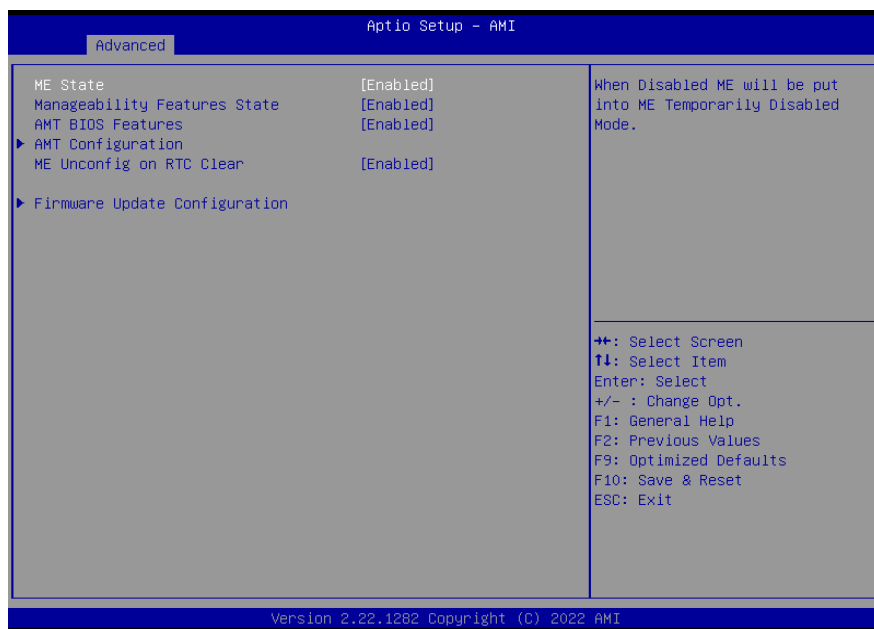 Aptio Setup – AMI
Advanced
ME State [Enabled]
Manageability Features State [Enabled]
AMT BIOS Features [Enabled]
AMT Configuration
ME Unconfig on RTC Clear [Enabled]
Firmware Update Configuration
When Disabled ME will be put
into ME Temporarily Disabled
Mode.
→←: Select Screen
↑↓: Select Item
Enter: Select
+/- : Change Opt.
F1: General Help
F2: Previous Values
F9: Optimized Defaults
F10: Save & Reset
ESC: Exit
Version 2.22.1282 Copyright (C) 2022 AMI